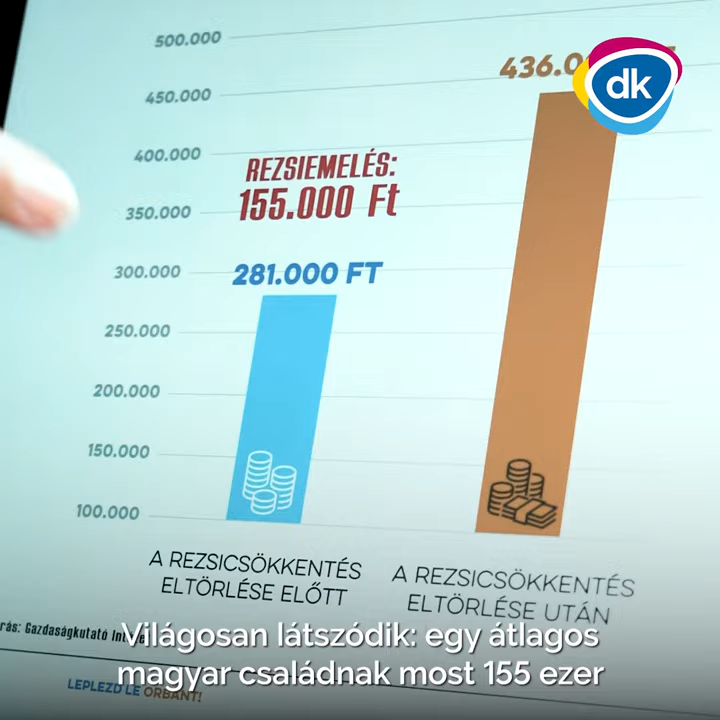 500.000
450.000
400.000
350.000
300.000
250.000
200.000
150.000
100.000
dk
REZSIEMELÉS:
155.000 Ft
281.000 FT
A REZSICSÖKKENTÉS
ELTÖRLÉSE ELŐTT
A REZSICSÖKKENTÉS
ELTÖRLÉSE UTÁN
Gazdaságkutató
Világosan látszódik: egy átlagos
magyar családnak most 155 ezer
LEPLEZD LE ORBÁNT!